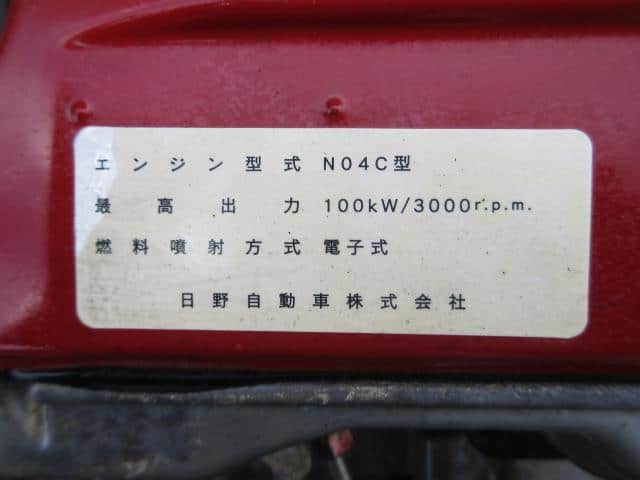 エンジン型式 N04C型
最高出力 100kW/3000r.p.m.
燃料噴射方式 電子式
日野自動車株式会社